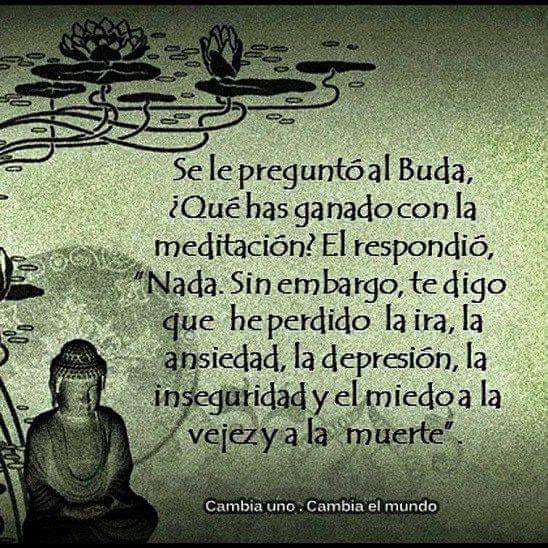 Se le preguntó al Buda,
¿Qué has ganado con la
meditación? El respondió,
"Nada. Sin embargo, te digo
que he perdido la ira, la
ansiedad, la depresión, la
inseguridad y el miedo a la
vejez y a la muerte".
Cambia uno . Cambia el mundo